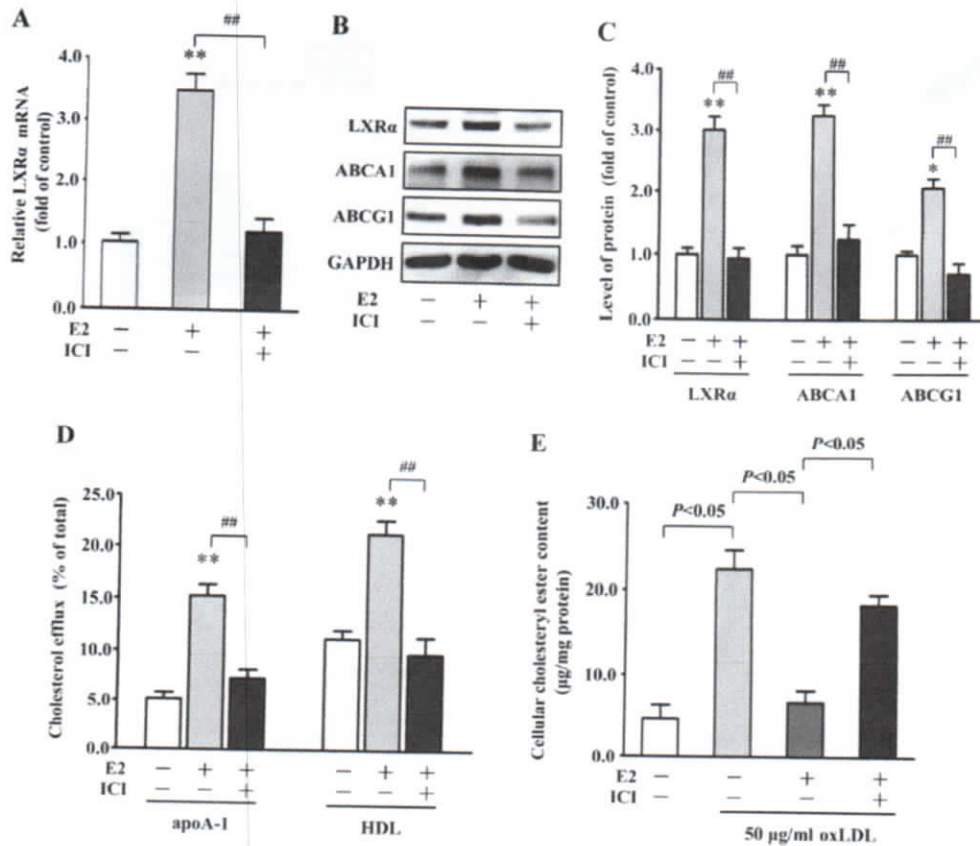 A
##
**
4.0
3.0
2.0
1.0
0.0
Relative LXRα mRNA
(fold of control)
E2 − + +
ICI − − +
B
LXRα
ABCA1
ABCG1
GAPDH
E2 − + +
ICI − − +
C
## ## ##
** ** *
4.0
3.0
2.0
1.0
0.0
Level of protein (fold of control)
E2 − + + − + + − + +
ICI − − + − − + − − +
LXRα ABCA1 ABCG1
D
## ##
** **
25.0
20.0
15.0
10.0
5.0
0.0
Cholesterol efflux (% of total)
E2 − + + − + +
ICI − − + − − +
apoA-I HDL
E
P<0.05
P<0.05
P<0.05
30.0
20.0
10.0
0.0
Cellular cholesteryl ester content
(μg/mg protein)
E2 − − + +
ICI − − − +
50 μg/ml oxLDL